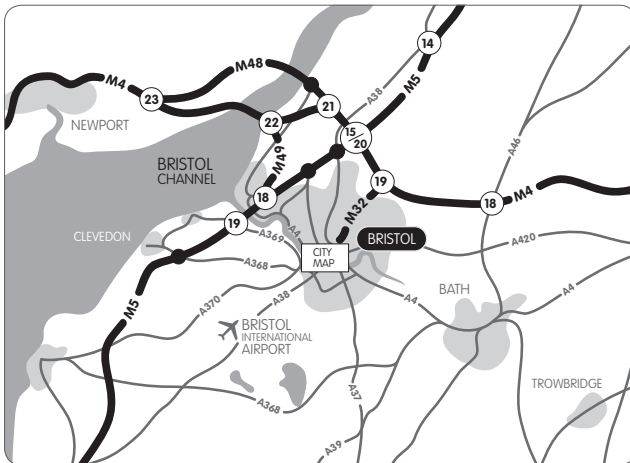 14
M48
M4
M5
23
A38
21
NEWPORT
22
15
20
A46
BRISTOL
CHANNEL
M49
19
18
18
M4
M32
19
A4
CLEVEDON
A369
BRISTOL
A420
CITY
MAP
A368
BATH
A4
A4
M5
A370
A38
BRISTOL
INTERNATIONAL
AIRPORT
TROWBRIDGE
A37
A368
A39